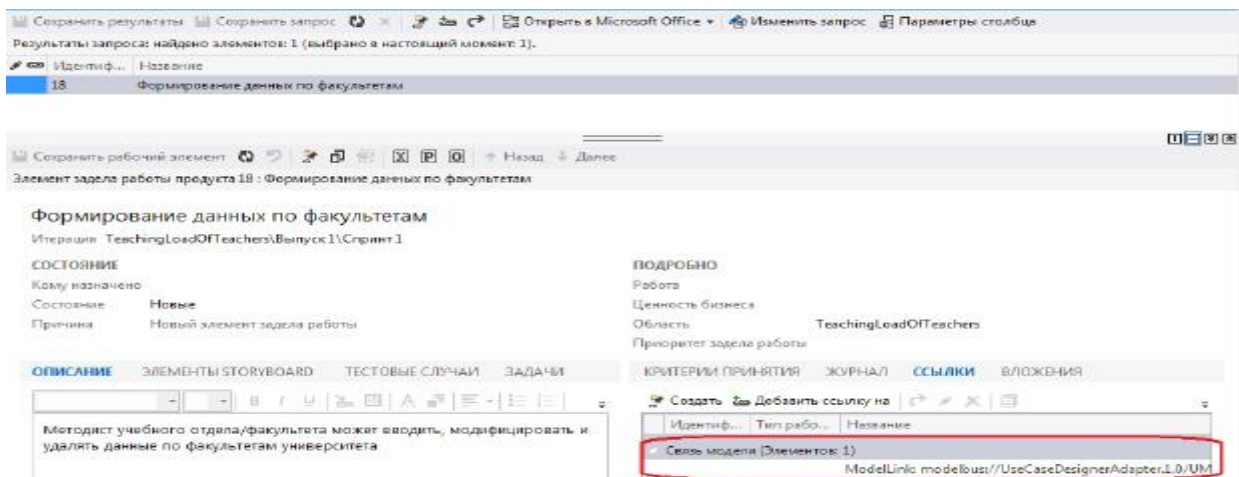 Сохранить результаты Сохранить запрос Открыть в Microsoft Office Изменить запрос Параметры столбца
Результаты запроса: найдено элементов: 1 (выбрано в настоящий момент: 1).
Идентиф... Название
18 Формирование данных по факультетам
Сохранить рабочий элемент X P O Назад Далее
Элемент задела работы продукта 18 : Формирование данных по факультетам
Формирование данных по факультетам
Итерация TeachingLoadOfTeachers\Выпуск 1\Спринт 1
СОСТОЯНИЕ ПОДРОБНО
Кому назначено Работа
Состояние Новые Ценность бизнеса
Причина Новый элемент задела работы Область TeachingLoadOfTeachers
Приоритет задела работы
ОПИСАНИЕ ЭЛЕМЕНТЫ STORYBOARD ТЕСТОВЫЕ СЛУЧАИ ЗАДАЧИ КРИТЕРИИ ПРИНЯТИЯ ЖУРНАЛ ССЫЛКИ ВЛОЖЕНИЯ
Создать Добавить ссылку на
Идентиф... Тип рабо... Название
Методист учебного отдела/факультета может вводить, модифицировать и
удалять данные по факультетам университета
Связь модели (Элементов: 1)
ModelLink: modelbus://UseCaseDesignerAdapter.1.0/UM